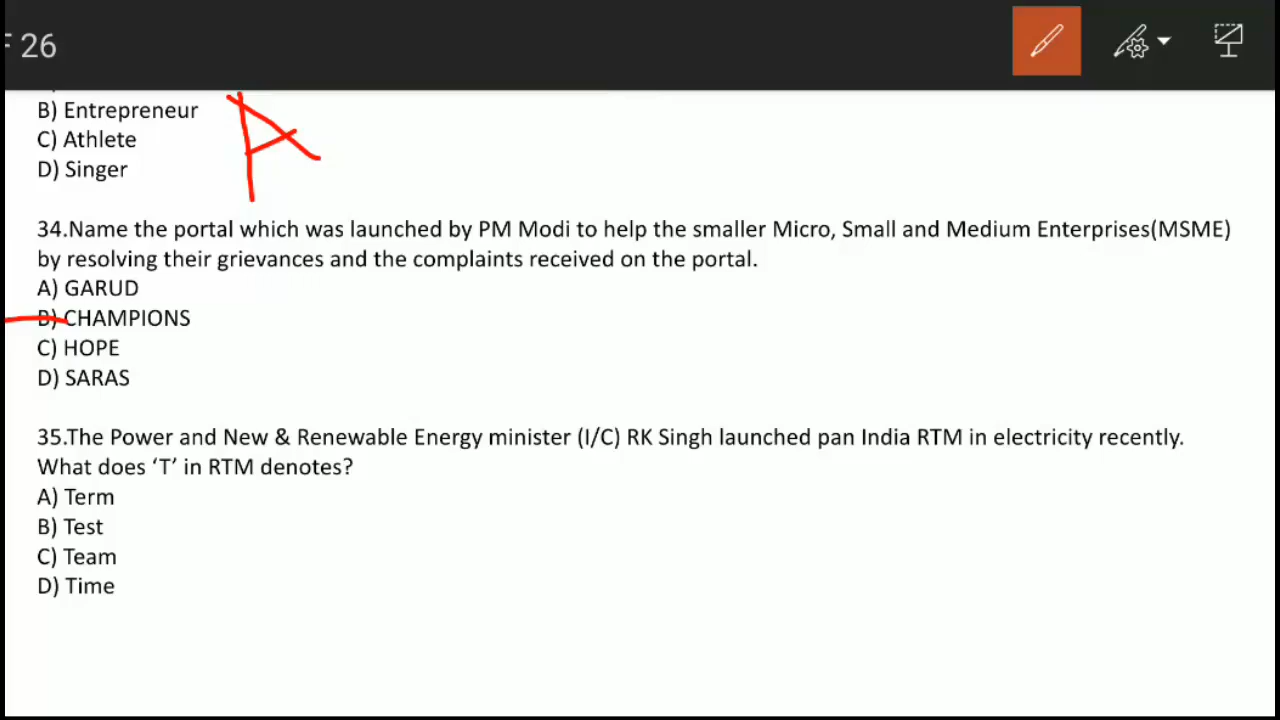 26
B) Entrepreneur
A
C) Athlete
D) Singer
34.Name the portal which was launched by PM Modi to help the smaller Micro, Small and Medium Enterprises(MSME)
by resolving their grievances and the complaints received on the portal.
A) GARUD
B) CHAMPIONS
C) HOPE
D) SARAS
35.The Power and New & Renewable Energy minister (I/C) RK Singh launched pan India RTM in electricity recently.
What does ‘T’ in RTM denotes?
A) Term
B) Test
C) Team
D) Time